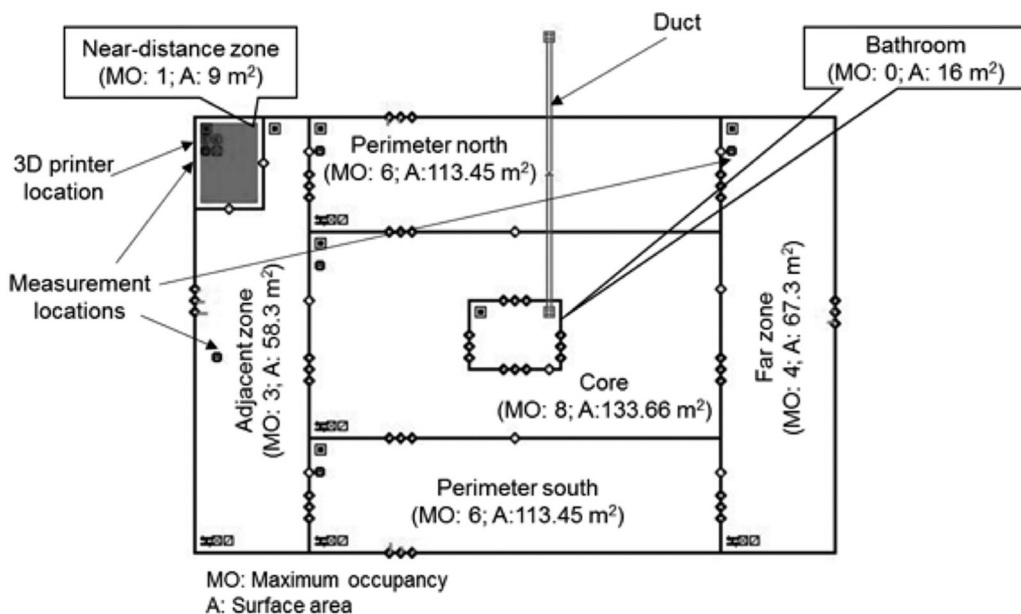 Duct
Near-distance zone
(MO: 1; A: 9 m²)
Bathroom
(MO: 0; A: 16 m²)
3D printer
location
Perimeter north
(MO: 6; A:113.45 m²)
Measurement
locations
Adjacent zone
(MO: 3; A: 58.3 m²)
Core
(MO: 8; A:133.66 m²)
Far zone
(MO: 4; A: 67.3 m²)
Perimeter south
(MO: 6; A:113.45 m²)
MO: Maximum occupancy
A: Surface area